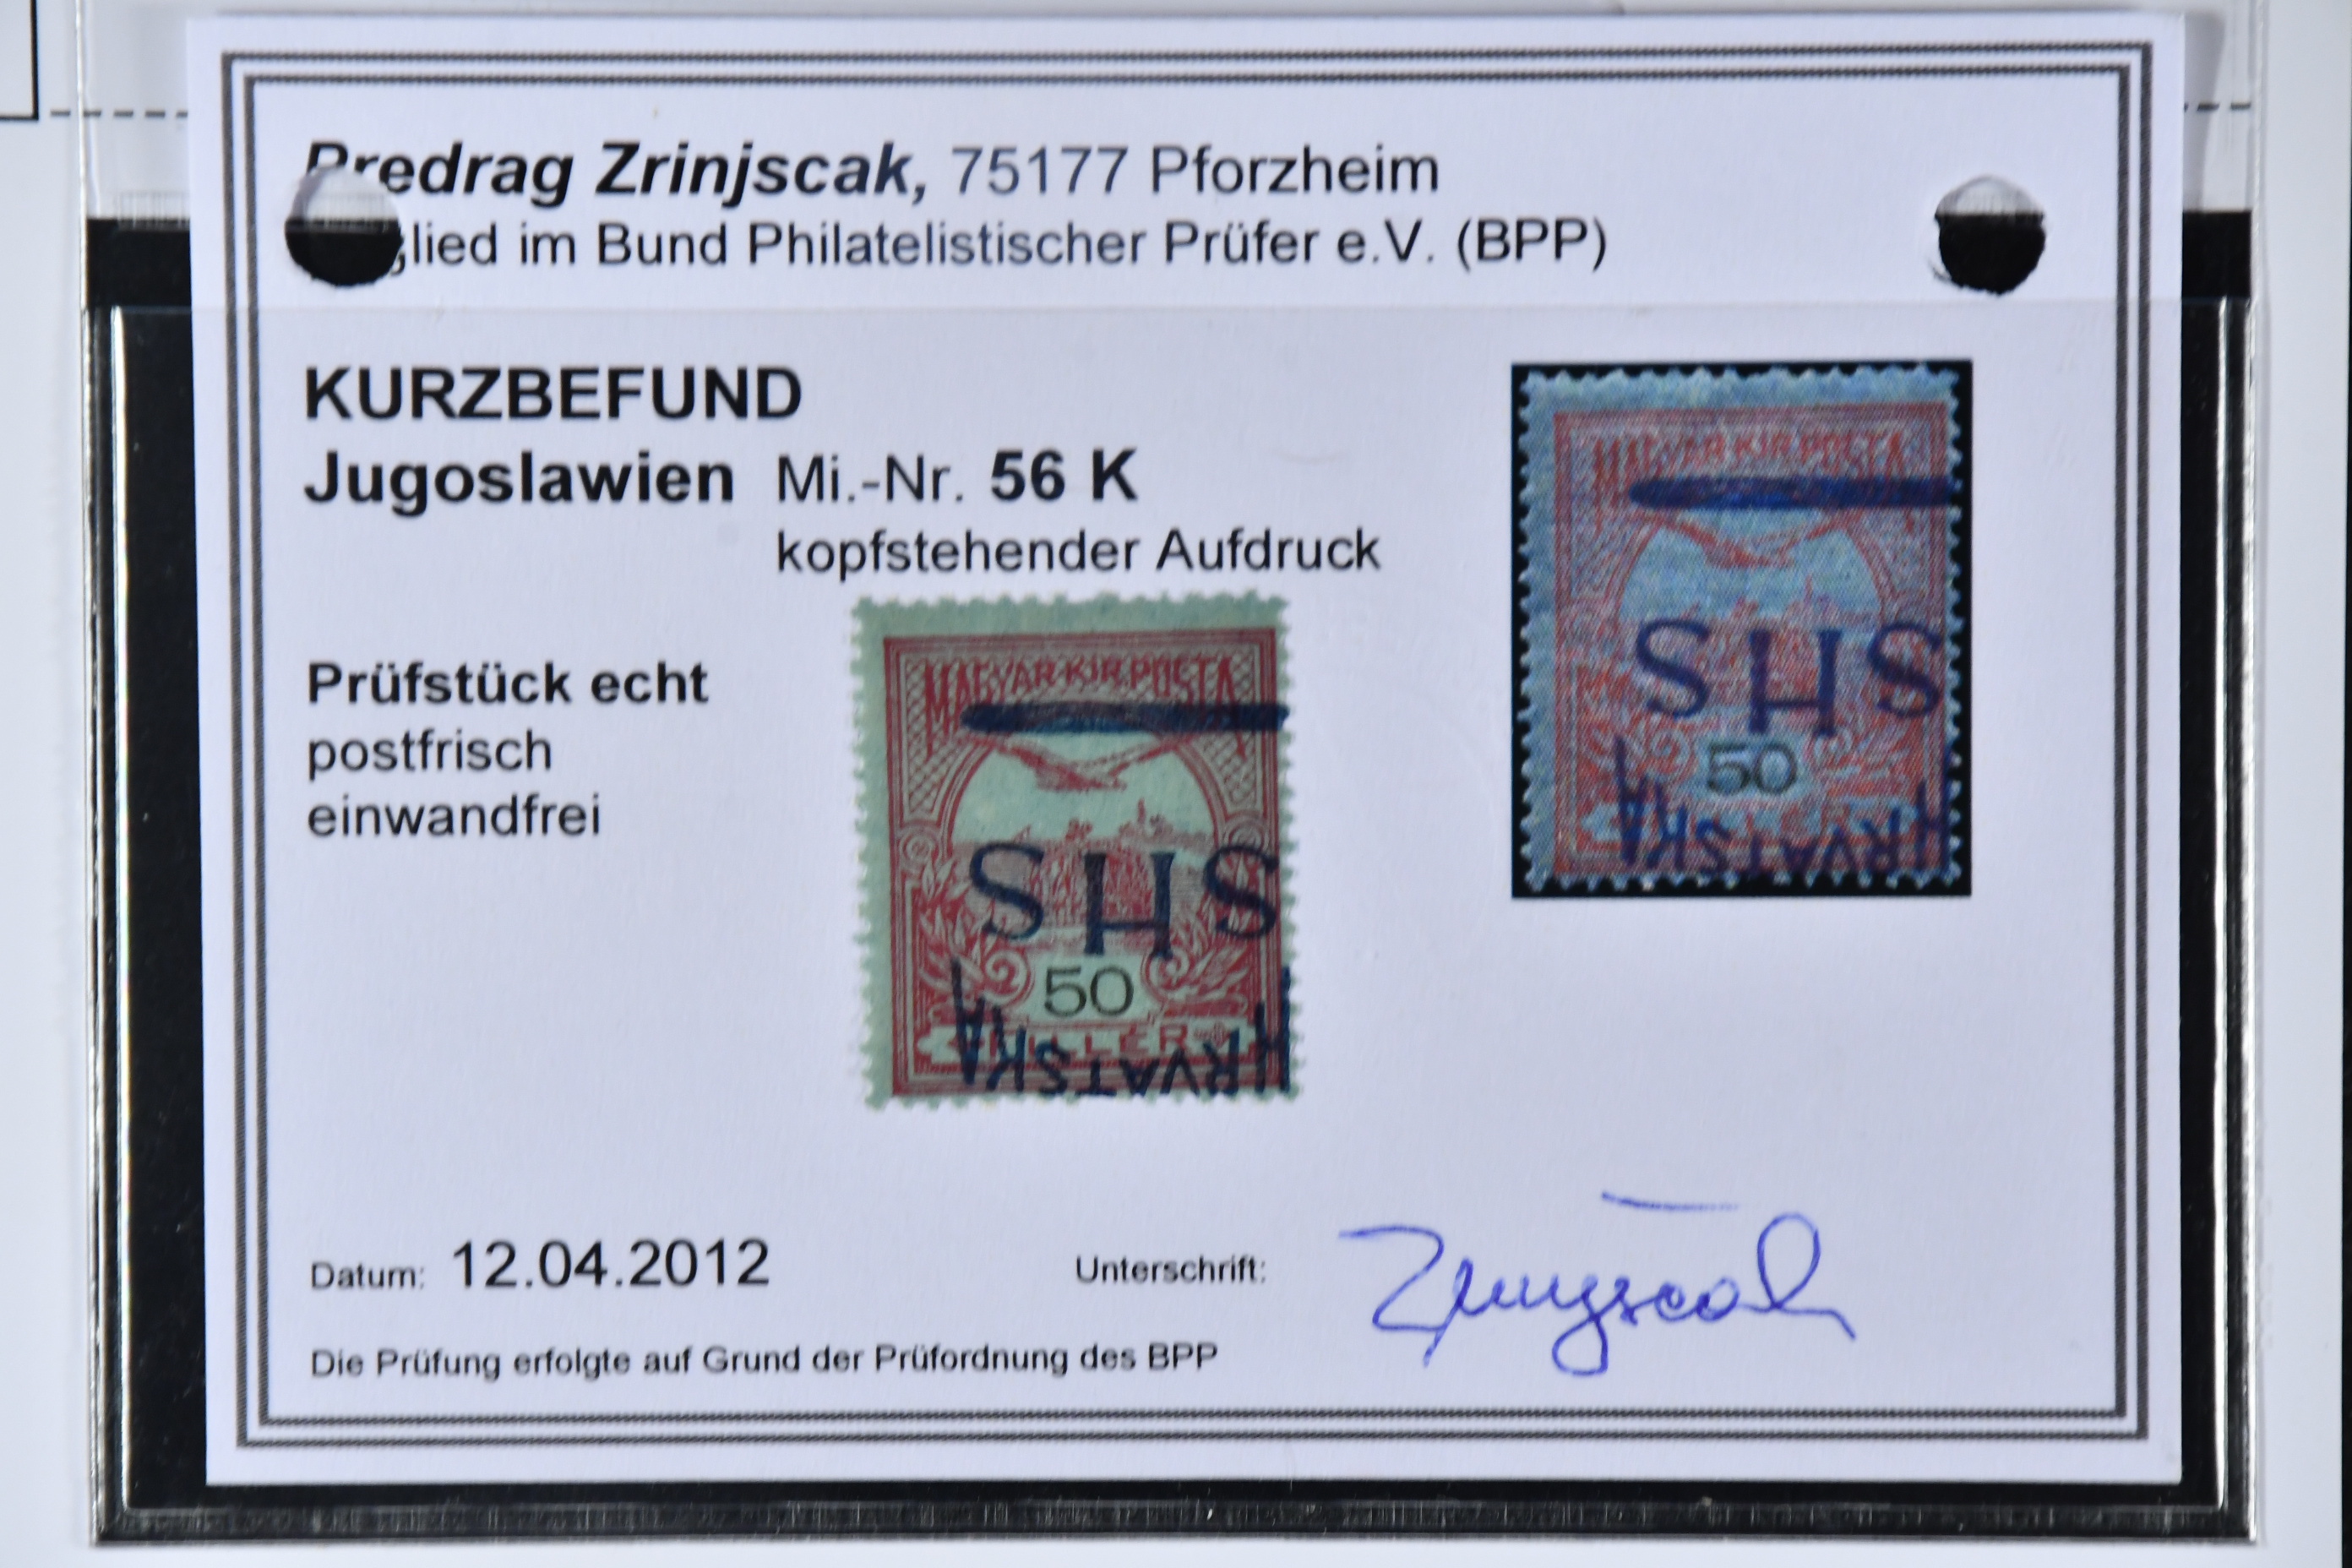 Predrag Zrinjscak, 75177 Pforzheim
glied im Bund Philatelistischer Prüfer e.V. (BPP)
KURZBEFUND
Jugoslawien Mi.-Nr. 56 K
kopfstehender Aufdruck
Prüfstück echt
postfrisch
einwandfrei
MAGYAR KIR. POSTA
SHS
50
FILLÉR
HRVATSKA
MAGYAR KIR. POSTA
SHS
50
HRVATSKA
Datum: 12.04.2012
Unterschrift: Zrinjscak
Die Prüfung erfolgte auf Grund der Prüfordnung des BPP